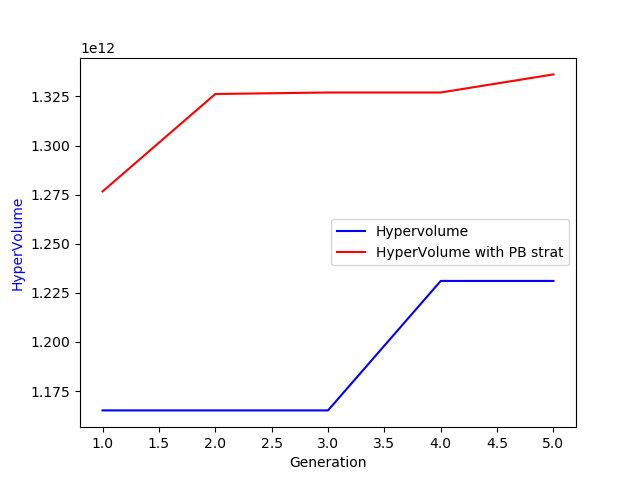 1e12
1.325
1.300
1.275
1.250
1.225
1.200
1.175
HyperVolume
Hypervolume
HyperVolume with PB strat
1.0 1.5 2.0 2.5 3.0 3.5 4.0 4.5 5.0
Generation